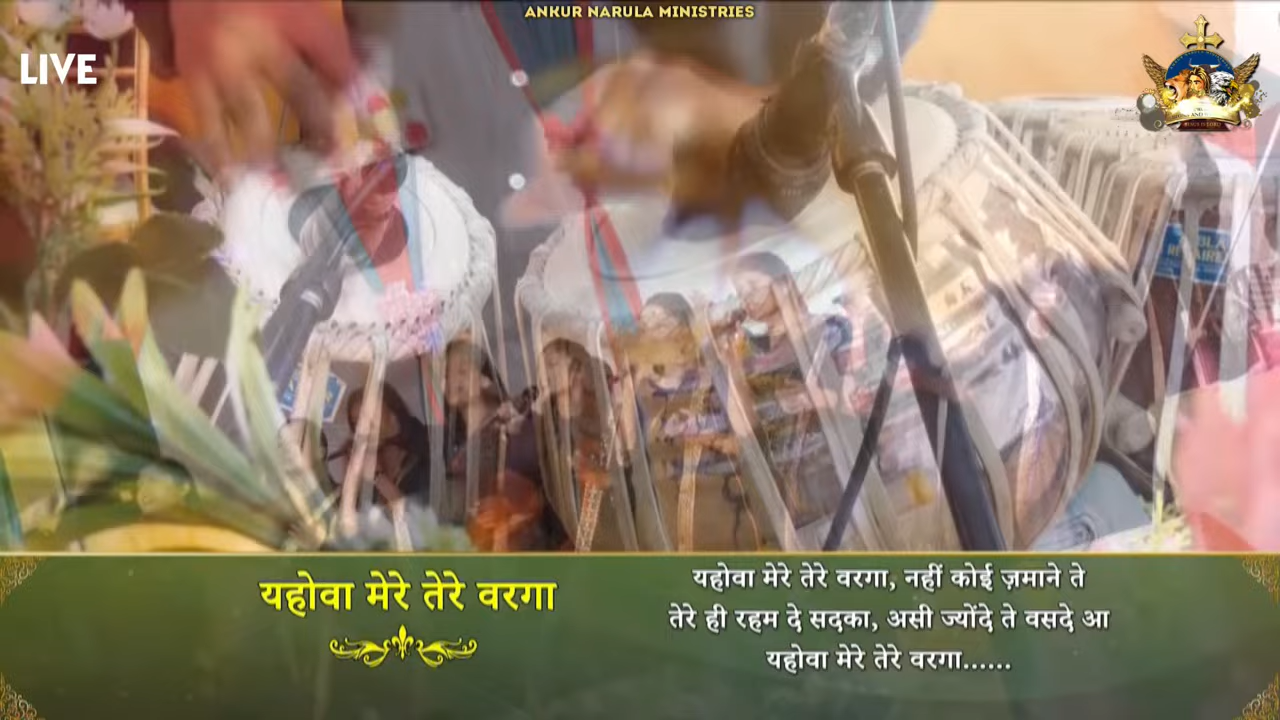 ANKUR NARULA MINISTRIES
LIVE
यहोवा मेरे तेरे वरगा
यहोवा मेरे तेरे वरगा, नहीं कोई ज़माने ते
तेरे ही रहम दे सदका, असी ज्योंदे ते वसदे आ
यहोवा मेरे तेरे वरगा......